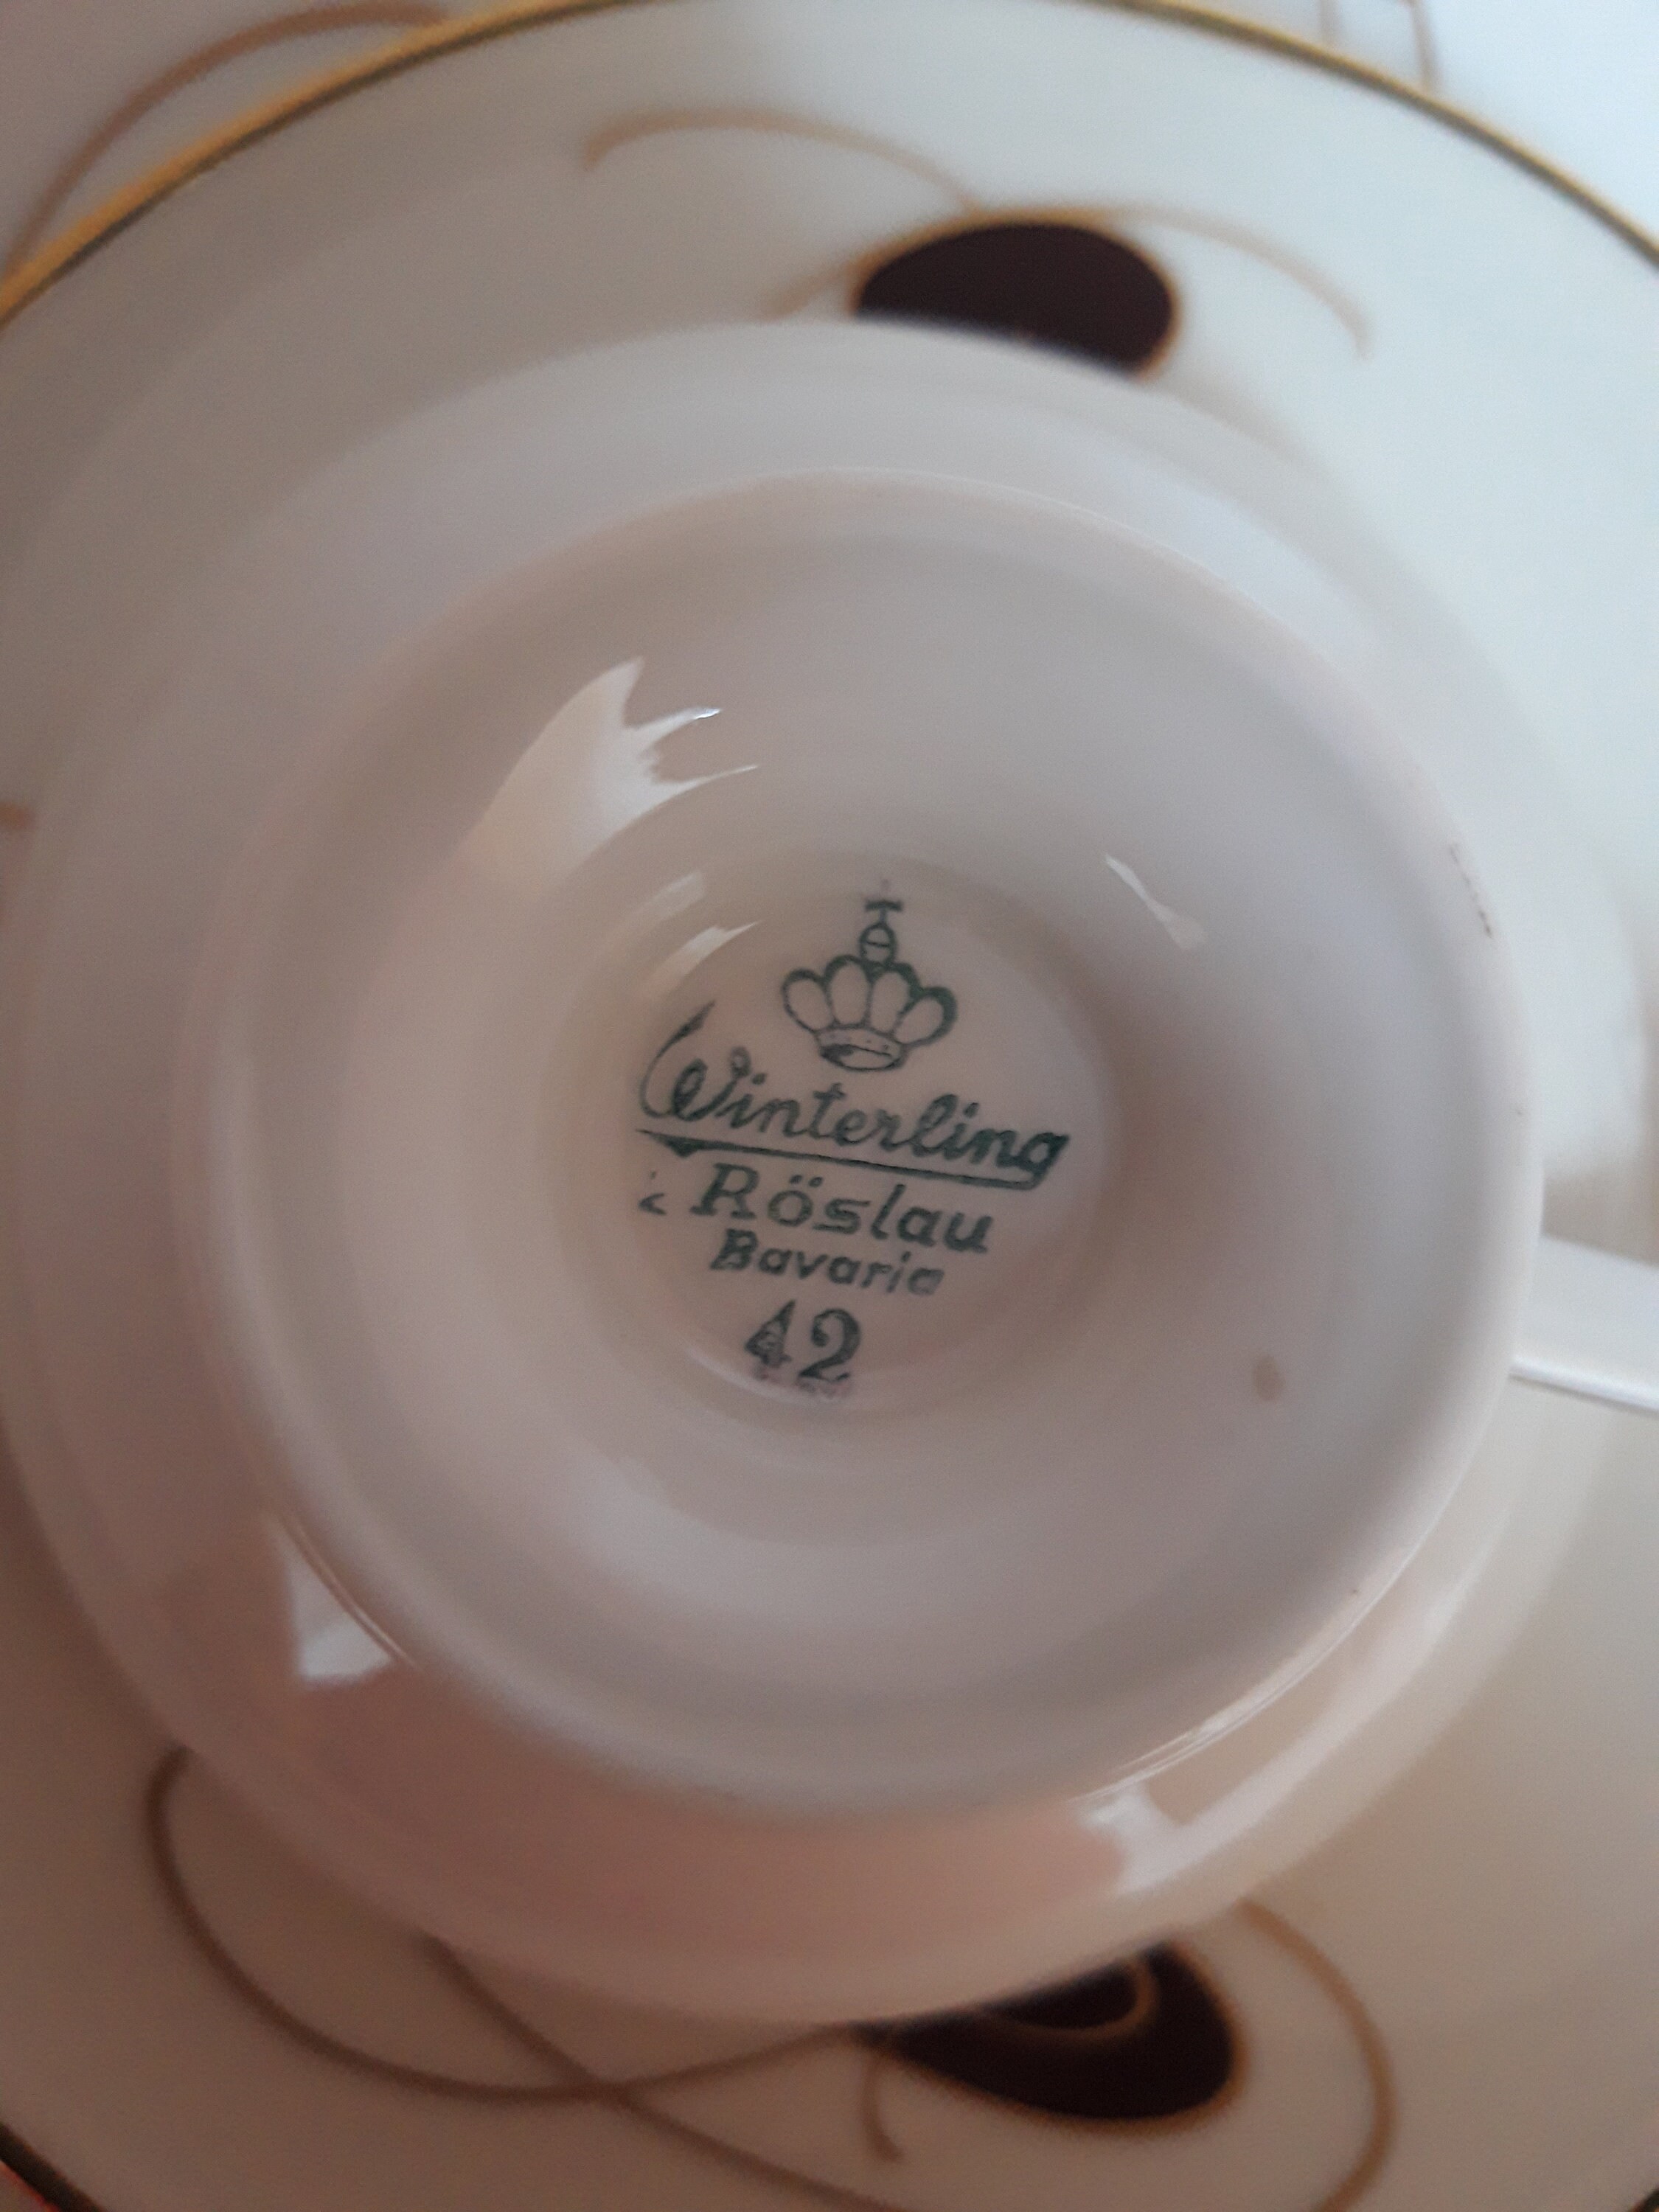 Winterling
Röslau
Bavaria
42